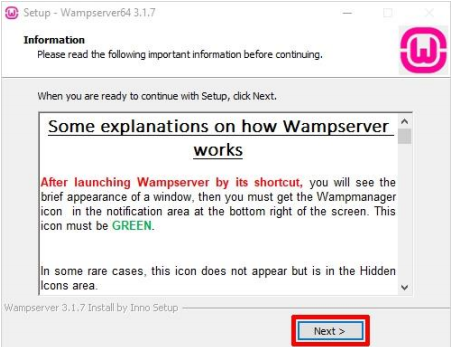 Setup - Wampserver64 3.1.7
Information
Please read the following important information before continuing.
When you are ready to continue with Setup, click Next.
Some explanations on how Wampserver
works
After launching Wampserver by its shortcut, you will see the
brief appearance of a window, then you must get the Wampmanager
icon in the notification area at the bottom right of the screen. This
icon must be GREEN.
In some rare cases, this icon does not appear but is in the Hidden
Icons area.
Wampserver 3.1.7 Install by Inno Setup
Next >